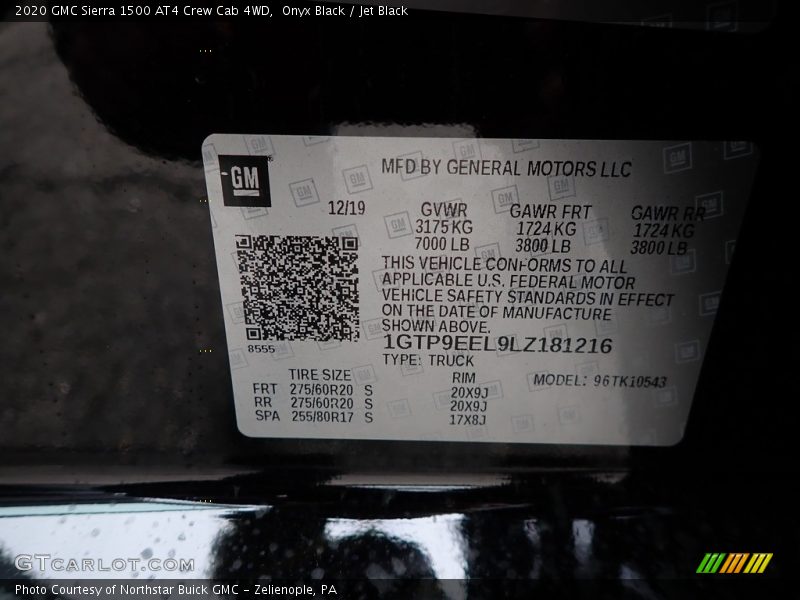 2020 GMC Sierra 1500 AT4 Crew Cab 4WD, Onyx Black / Jet Black
GM
MFD BY GENERAL MOTORS LLC
12/19
GVWR GAWR FRT GAWR RR
3175 KG 1724 KG 1724 KG
7000 LB 3800 LB 3800 LB
THIS VEHICLE CONFORMS TO ALL
APPLICABLE U.S. FEDERAL MOTOR
VEHICLE SAFETY STANDARDS IN EFFECT
ON THE DATE OF MANUFACTURE
SHOWN ABOVE.
1GTP9EEL9LZ181216
8555
TYPE: TRUCK
TIRE SIZE RIM MODEL: 96TK10543
FRT 275/60R20 S 20X9J
RR 275/60R20 S 20X9J
SPA 255/80R17 S 17X8J
GTCARLOT.COM
Photo Courtesy of Northstar Buick GMC - Zelienople, PA